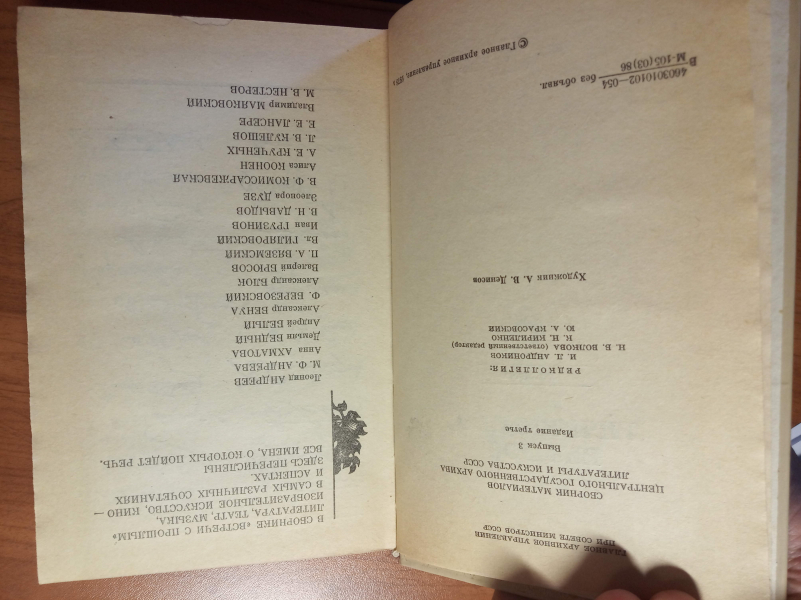 ГЛАВНОЕ АРХИВНОЕ УПРАВЛЕНИЕ
ПРИ СОВЕТЕ МИНИСТРОВ СССР
СБОРНИК МАТЕРИАЛОВ
ЦЕНТРАЛЬНОГО ГОСУДАРСТВЕННОГО АРХИВА
ЛИТЕРАТУРЫ И ИСКУССТВА СССР
Выпуск 3
Издание третье
РЕДКОЛЛЕГИЯ:
И. Л. АНДРОНИКОВ
Н. Б. ВОЛКОВА (ответственный редактор)
К. Н. КИРИЛЕНКО
Ю. А. КРАСОВСКИЙ
Художник А. В. Денисов
В 4603010102—054 без объявл.
М-105(03)86
© Главное архивное управление,
В СБОРНИКЕ «ВСТРЕЧИ С ПРОШЛЫМ»
ЛИТЕРАТУРА, ТЕАТР, МУЗЫКА,
ИЗОБРАЗИТЕЛЬНОЕ ИСКУССТВО, КИНО —
В САМЫХ РАЗЛИЧНЫХ СОЧЕТАНИЯХ
И АСПЕКТАХ.
ЗДЕСЬ ПЕРЕЧИСЛЕНЫ
ВСЕ ИМЕНА, О КОТОРЫХ ПОЙДЕТ РЕЧЬ.
Леонид АНДРЕЕВ
М. Ф. АНДРЕЕВА
Анна АХМАТОВА
Демьян БЕДНЫЙ
Андрей БЕЛЫЙ
Александр БЕНУА
Ф. БЕРЕЗОВСКИЙ
Александр БЛОК
Валерий БРЮСОВ
П. А. ВЯЗЕМСКИЙ
Вл. ГИЛЯРОВСКИЙ
Иван ГРУЗИНОВ
В. Н. ДАВЫДОВ
Элеонора ДУЗЕ
В. Ф. КОМИССАРЖЕВСКАЯ
Алиса КООНЕН
А. Е. КРУЧЕНЫХ
Л. В. КУЛЕШОВ
Е. Е. ЛАНСЕРЕ
Владимир МАЯКОВСКИЙ
М. В. НЕСТЕРОВ